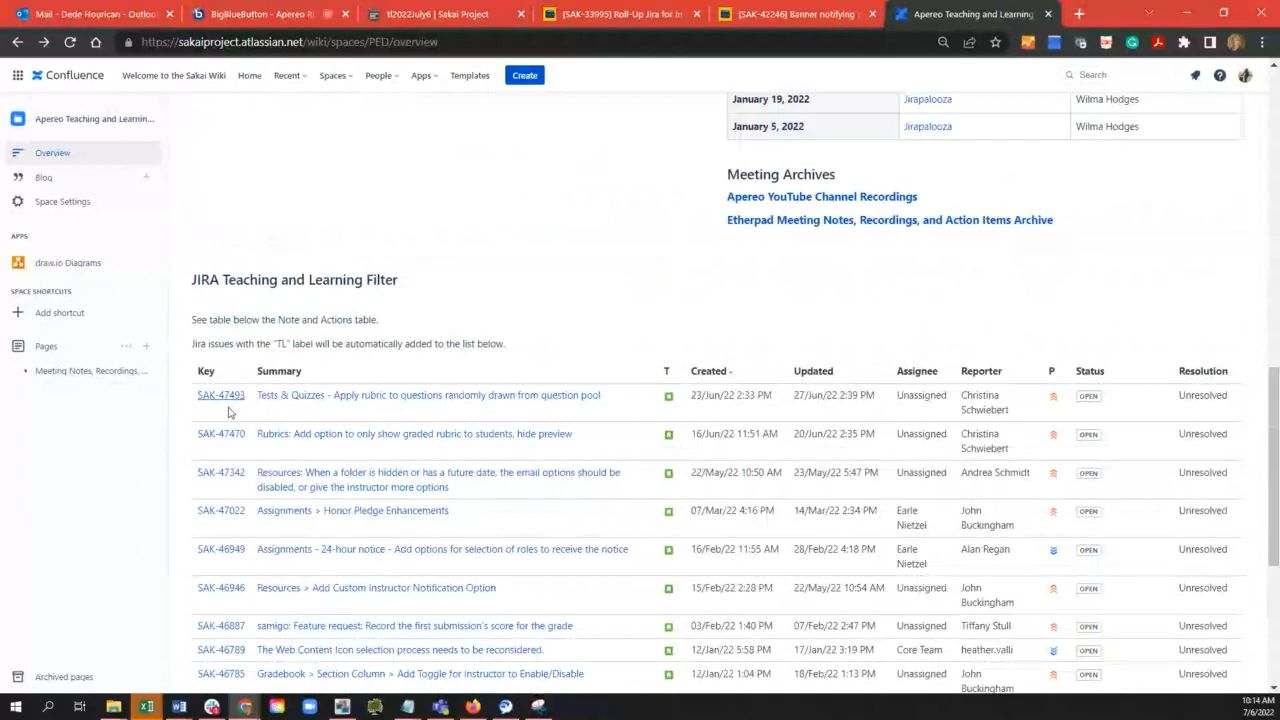 Mail - Dede Hourican - Outloo
BigBlueButton - Apereo R
tl2022July6 | Sakai Project
[SAK-33995] Roll-Up Jira for In
[SAK-42246] Banner notifying
Apereo Teaching and Learning
https://sakaiproject.atlassian.net/wiki/spaces/PED/overview
Confluence
Welcome to the Sakai Wiki
Home
Recent
Spaces
People
Apps
Templates
Create
Search
Apereo Teaching and Learnin...
Overview
Blog
Space Settings
APPS
draw.io Diagrams
SPACE SHORTCUTS
Add shortcut
Pages
Meeting Notes, Recordings, ...
Archived pages
January 19, 2022 Jirapalooza Wilma Hodges
January 5, 2022 Jirapalooza Wilma Hodges
Meeting Archives
Apereo YouTube Channel Recordings
Etherpad Meeting Notes, Recordings, and Action Items Archive
JIRA Teaching and Learning Filter
See table below the Note and Actions table.
Jira issues with the "TL" label will be automatically added to the list below.
Key Summary T Created Updated Assignee Reporter P Status Resolution
SAK-47493 Tests & Quizzes - Apply rubric to questions randomly drawn from question pool 23/Jun/22 2:33 PM 27/Jun/22 2:39 PM Unassigned Christina Schwiebert OPEN Unresolved
SAK-47470 Rubrics: Add option to only show graded rubric to students, hide preview 16/Jun/22 11:51 AM 20/Jun/22 2:35 PM Unassigned Christina Schwiebert OPEN Unresolved
SAK-47342 Resources: When a folder is hidden or has a future date, the email options should be disabled, or give the instructor more options 22/May/22 10:50 AM 23/May/22 5:47 PM Unassigned Andrea Schmidt OPEN Unresolved
SAK-47022 Assignments > Honor Pledge Enhancements 07/Mar/22 4:16 PM 14/Mar/22 2:34 PM Earle Nietzel John Buckingham OPEN Unresolved
SAK-46949 Assignments - 24-hour notice - Add options for selection of roles to receive the notice 16/Feb/22 11:55 AM 28/Feb/22 4:18 PM Earle Nietzel Alan Regan OPEN Unresolved
SAK-46946 Resources > Add Custom Instructor Notification Option 15/Feb/22 2:28 PM 22/May/22 10:54 AM Unassigned John Buckingham OPEN Unresolved
SAK-46887 samigo: Feature request: Record the first submission's score for the grade 03/Feb/22 1:40 PM 07/Feb/22 2:47 PM Unassigned Tiffany Stull OPEN Unresolved
SAK-46789 The Web Content Icon selection process needs to be reconsidered. 12/Jan/22 5:58 PM 17/Jan/22 3:19 PM Core Team heather.valli OPEN Unresolved
SAK-46785 Gradebook > Section Column > Add Toggle for Instructor to Enable/Disable 12/Jan/22 1:04 PM 18/Feb/22 1:13 PM Unassigned John Buckingham OPEN Unresolved
10:14 AM
7/6/2022